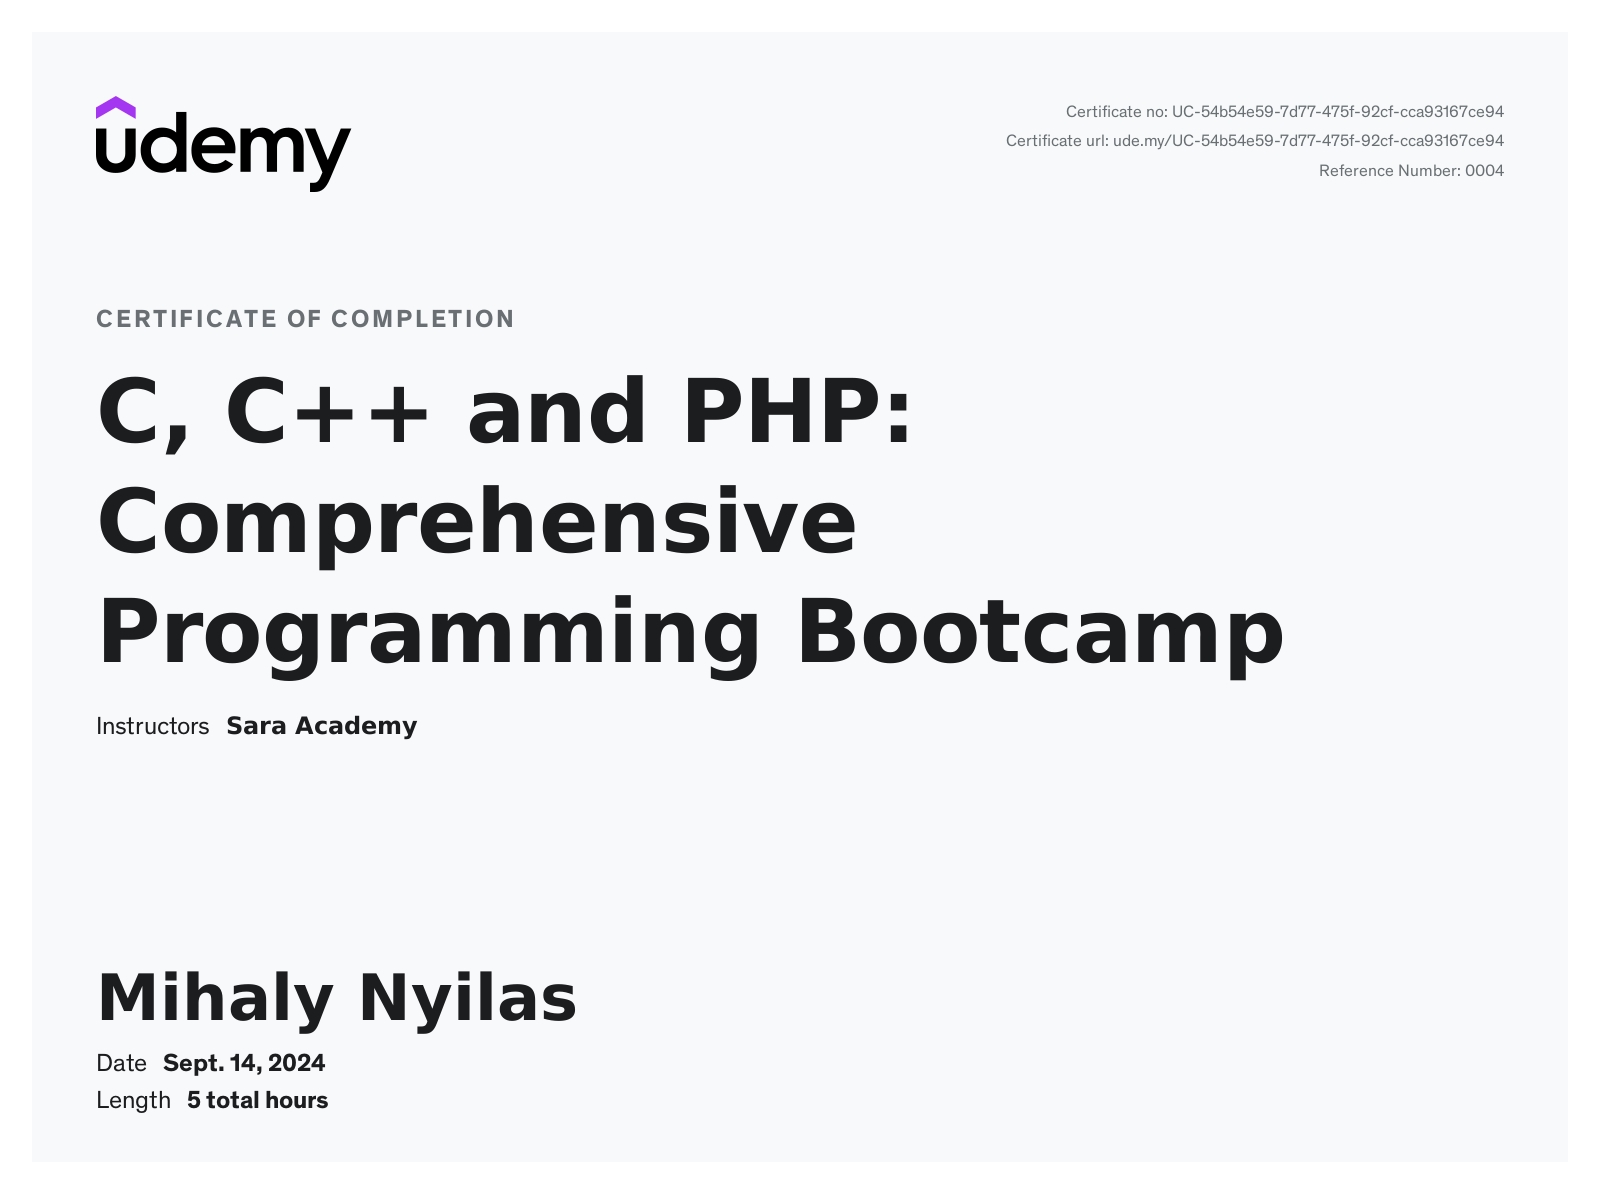 udemy
Certificate no: UC-54b54e59-7d77-475f-92cf-cca93167ce94
Certificate url: ude.my/UC-54b54e59-7d77-475f-92cf-cca93167ce94
Reference Number: 0004
CERTIFICATE OF COMPLETION
C, C++ and PHP:
Comprehensive
Programming Bootcamp
Instructors Sara Academy
Mihaly Nyilas
Date Sept. 14, 2024
Length 5 total hours